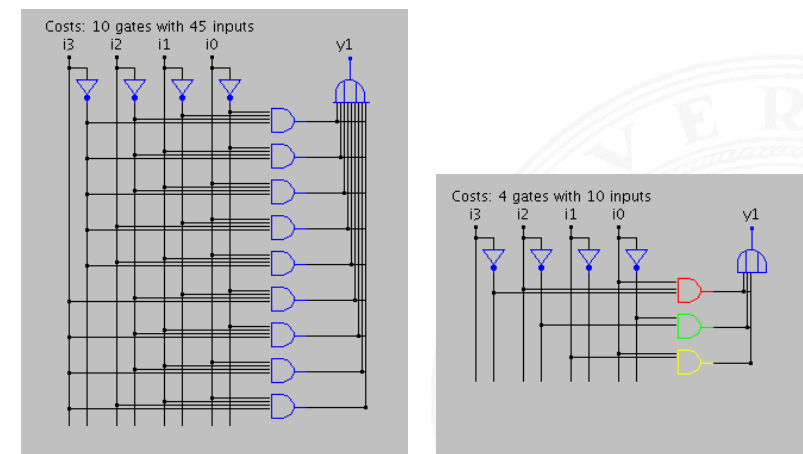 Costs: 10 gates with 45 inputs
i3 i2 i1 i0 y1
Costs: 4 gates with 10 inputs
i3 i2 i1 i0 y1
V E R